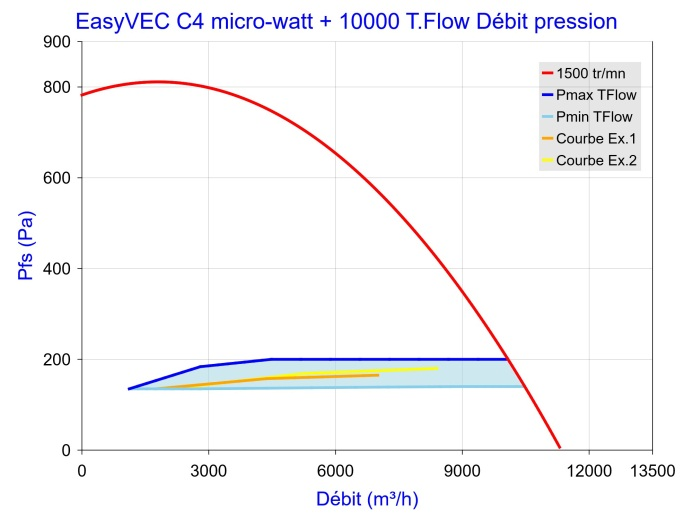 EasyVEC C4 micro-watt + 10000 T.Flow Débit pression
900
800
600
400
200
0
Pfs (Pa)
1500 tr/mn
Pmax TFlow
Pmin TFlow
Courbe Ex.1
Courbe Ex.2
0 3000 6000 9000 12000 13500
Débit (m³/h)